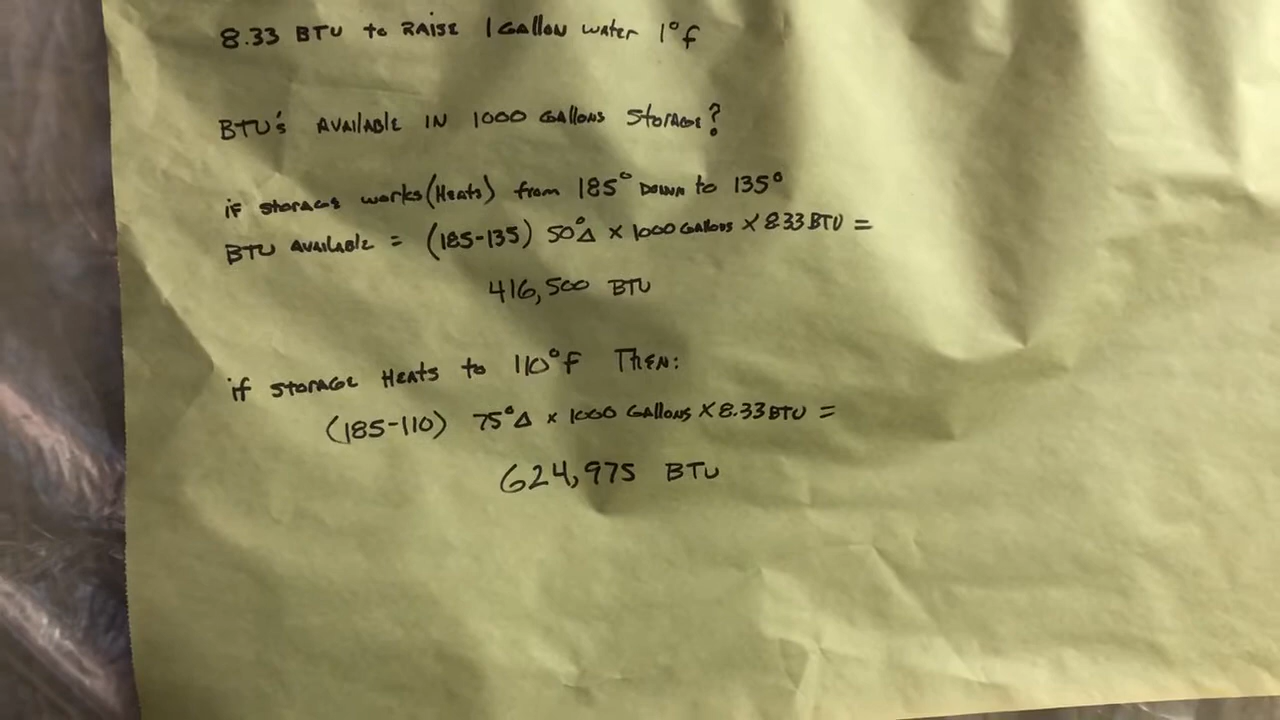 8.33 BTU to RAISE 1 GALLON water 1°f
BTU's AVAILABLE IN 1000 GALLONS STORAGE?
if STORAGE works (Heats) from 185° DOWN to 135°
BTU AVAILABLE = (185-135) 50°Δ x 1000 GALLONS x 8.33 BTU =
416,500 BTU
if STORAGE HEATS to 110°F THEN:
(185-110) 75°Δ x 1000 GALLONS x 8.33 BTU =
624,975 BTU